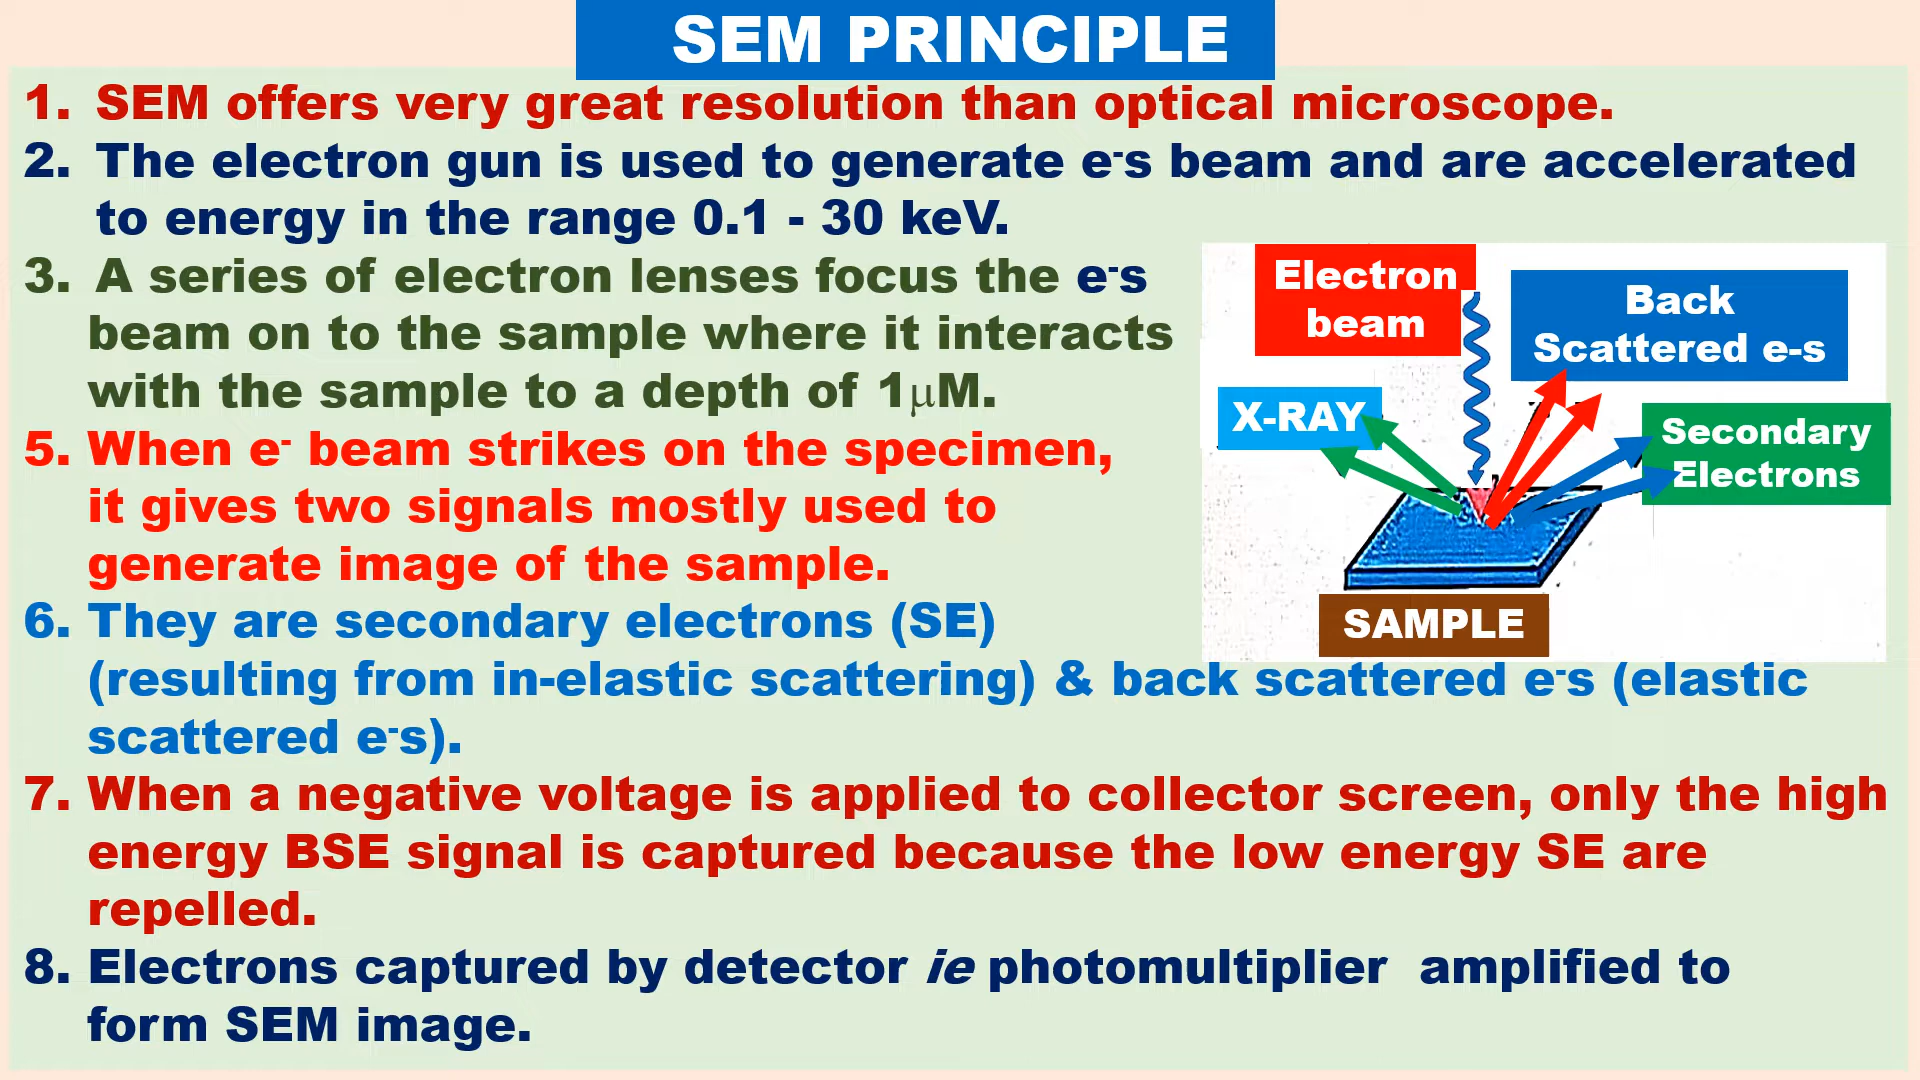 SEM PRINCIPLE
1. SEM offers very great resolution than optical microscope.
2. The electron gun is used to generate e-s beam and are accelerated
to energy in the range 0.1 - 30 keV.
3. A series of electron lenses focus the e-s
beam on to the sample where it interacts
with the sample to a depth of 1μM.
5. When e- beam strikes on the specimen,
it gives two signals mostly used to
generate image of the sample.
6. They are secondary electrons (SE)
(resulting from in-elastic scattering) & back scattered e-s (elastic
scattered e-s).
7. When a negative voltage is applied to collector screen, only the high
energy BSE signal is captured because the low energy SE are
repelled.
8. Electrons captured by detector ie photomultiplier amplified to
form SEM image.
Electron
beam
Back
Scattered e-s
X-RAY
Secondary
Electrons
SAMPLE